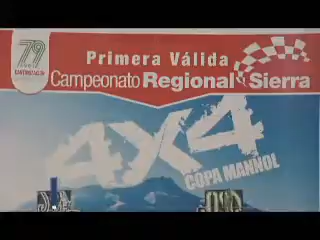 79
Primera Válida
Campeonato Regional Sierra
4X4
COPA MANNOL